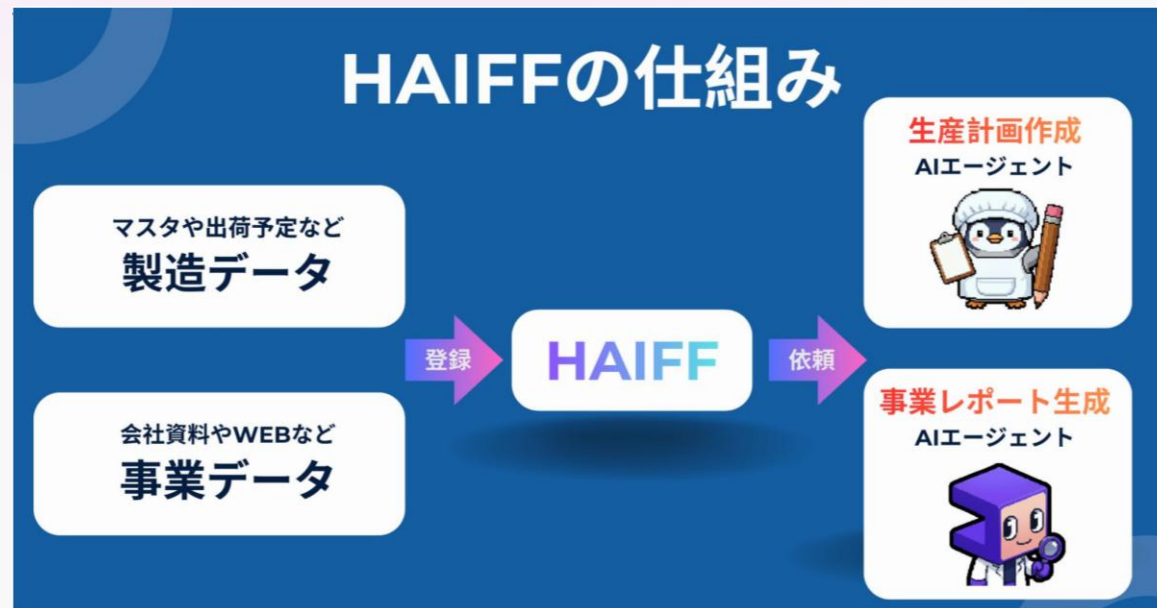 HAIFFの仕組み
マスタや出荷予定など
製造データ
会社資料やWEBなど
事業データ
登録
HAIFF
依頼
生産計画作成
AIエージェント
事業レポート生成
AIエージェント